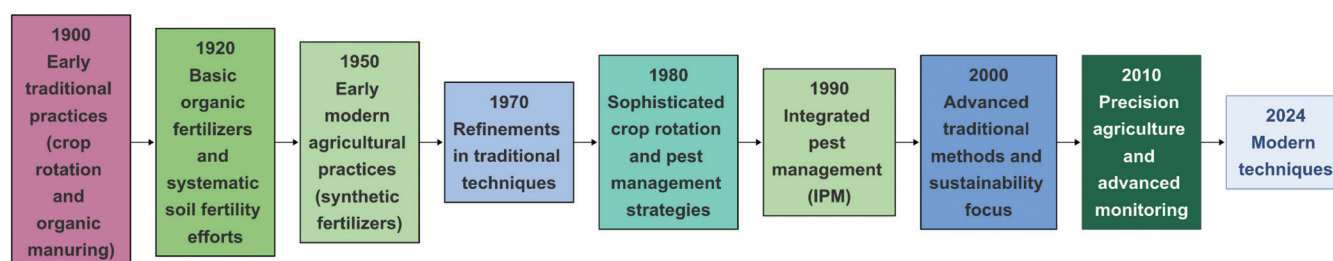 1900
Early
traditional
practices
(crop
rotation
and
organic
manuring)
1920
Basic
organic
fertilizers
and
systematic
soil fertility
efforts
1950
Early
modern
agricultural
practices
(synthetic
fertilizers)
1970
Refinements
in traditional
techniques
1980
Sophisticated
crop rotation
and pest
management
strategies
1990
Integrated
pest
management
(IPM)
2000
Advanced
traditional
methods and
sustainability
focus
2010
Precision
agriculture
and
advanced
monitoring
2024
Modern
techniques